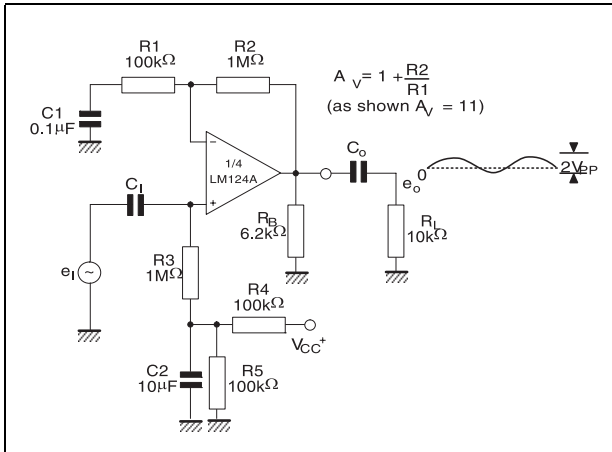 R1
100kΩ
R2
1MΩ
C1
0.1µF
A V = 1 + R2/R1
(as shown A V = 11)
1/4
LM124A
CO
0
2VPP
eo
CI
RB
6.2kΩ
RL
10kΩ
eI ~
R3
1MΩ
R4
100kΩ
VCC+
C2
10µF
R5
100kΩ